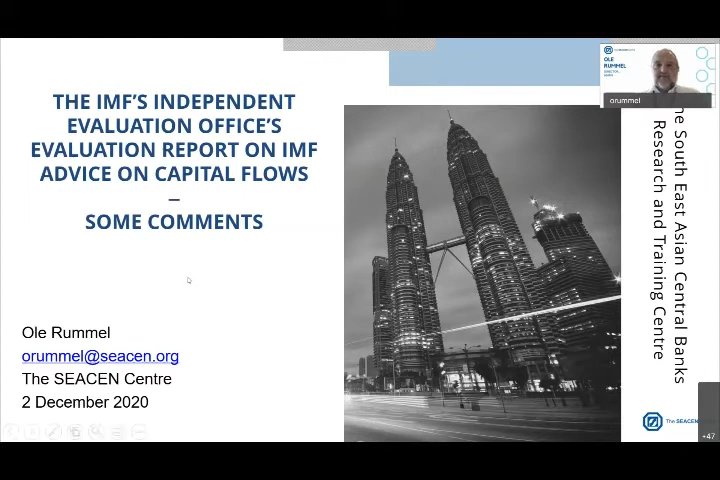 THE IMF'S INDEPENDENT
EVALUATION OFFICE'S
EVALUATION REPORT ON IMF
ADVICE ON CAPITAL FLOWS
–
SOME COMMENTS
Ole Rummel
orummel@seacen.org
The SEACEN Centre
2 December 2020
OLE
RUMMEL
DIRECTOR,
orummel
he South East Asian Central Banks
Research and Training Centre
The SEACEN
+47